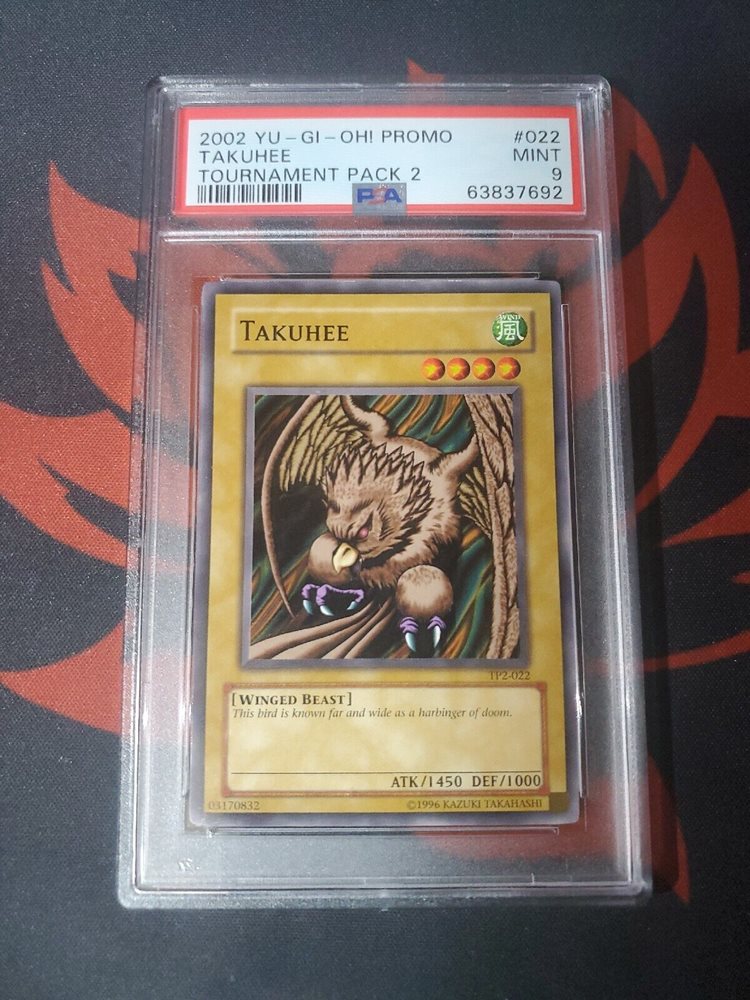 2002 YU-GI-OH! PROMO #022
TAKUHEE MINT
TOURNAMENT PACK 2 9
PSA 63837692
TAKUHEE
WIND
風
TP2-022
[WINGED BEAST]
This bird is known far and wide as a harbinger of doom.
ATK/1450 DEF/1000
03170832 ©1996 KAZUKI TAKAHASHI